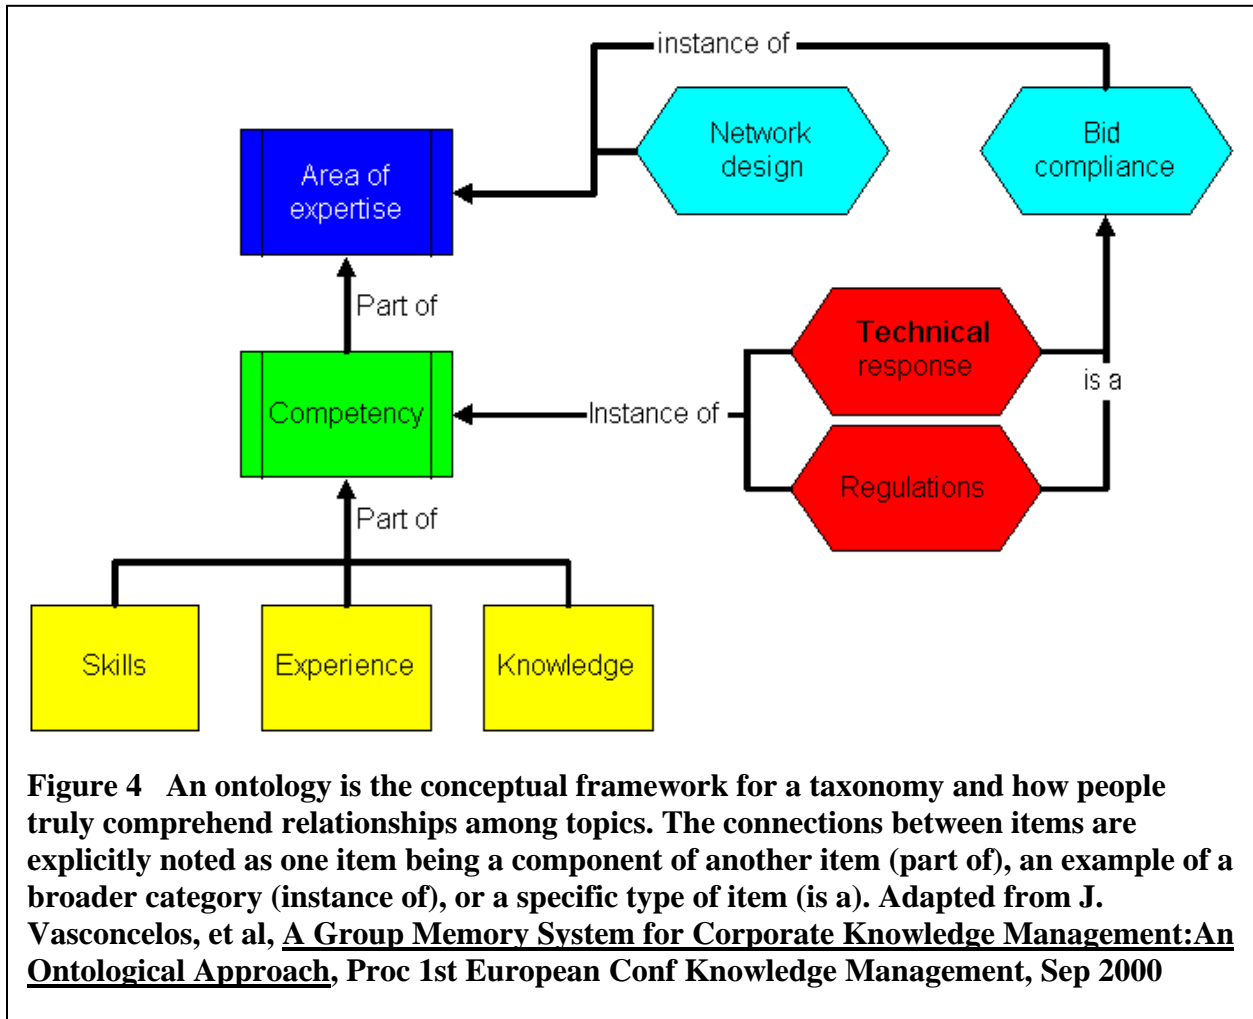 instance of
Network
design
Bid
compliance
Area of
expertise
Part of
Technical
response
is a
Competency
Instance of
Regulations
Part of
Skills
Experience
Knowledge
Figure 4   An ontology is the conceptual framework for a taxonomy and how people
truly comprehend relationships among topics. The connections between items are
explicitly noted as one item being a component of another item (part of), an example of a
broader category (instance of), or a specific type of item (is a). Adapted from J.
Vasconcelos, et al, A Group Memory System for Corporate Knowledge Management:An
Ontological Approach, Proc 1st European Conf Knowledge Management, Sep 2000